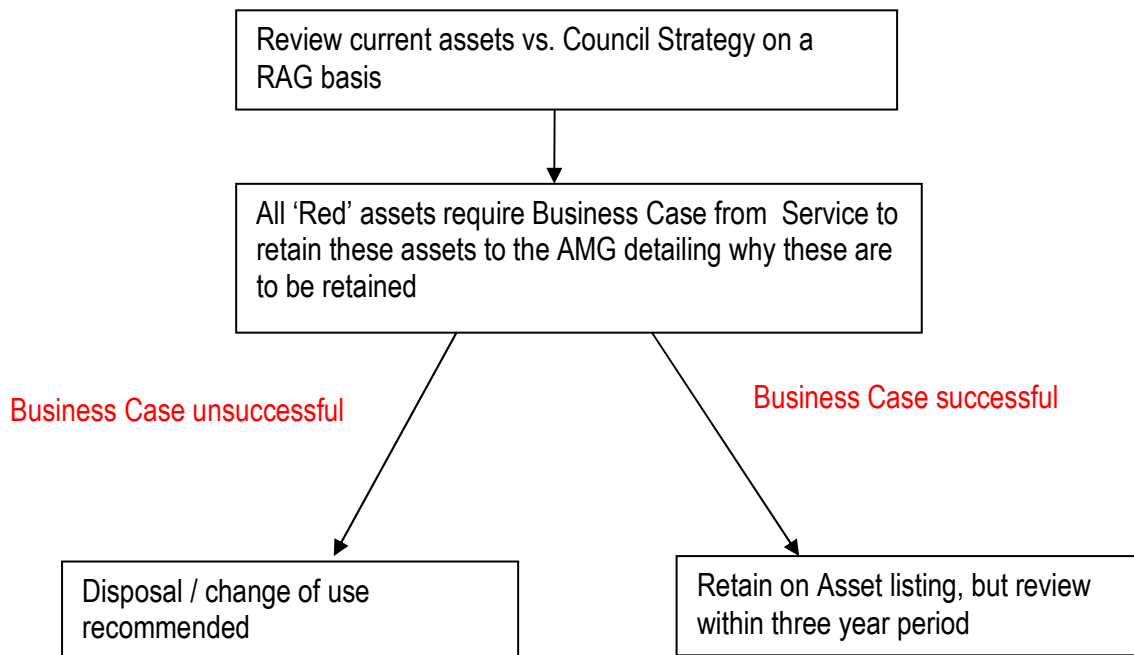 Review current assets vs. Council Strategy on a
RAG basis
All ‘Red’ assets require Business Case from  Service to
retain these assets to the AMG detailing why these are
to be retained
Business Case unsuccessful
Business Case successful
Disposal / change of use
recommended
Retain on Asset listing, but review
within three year period